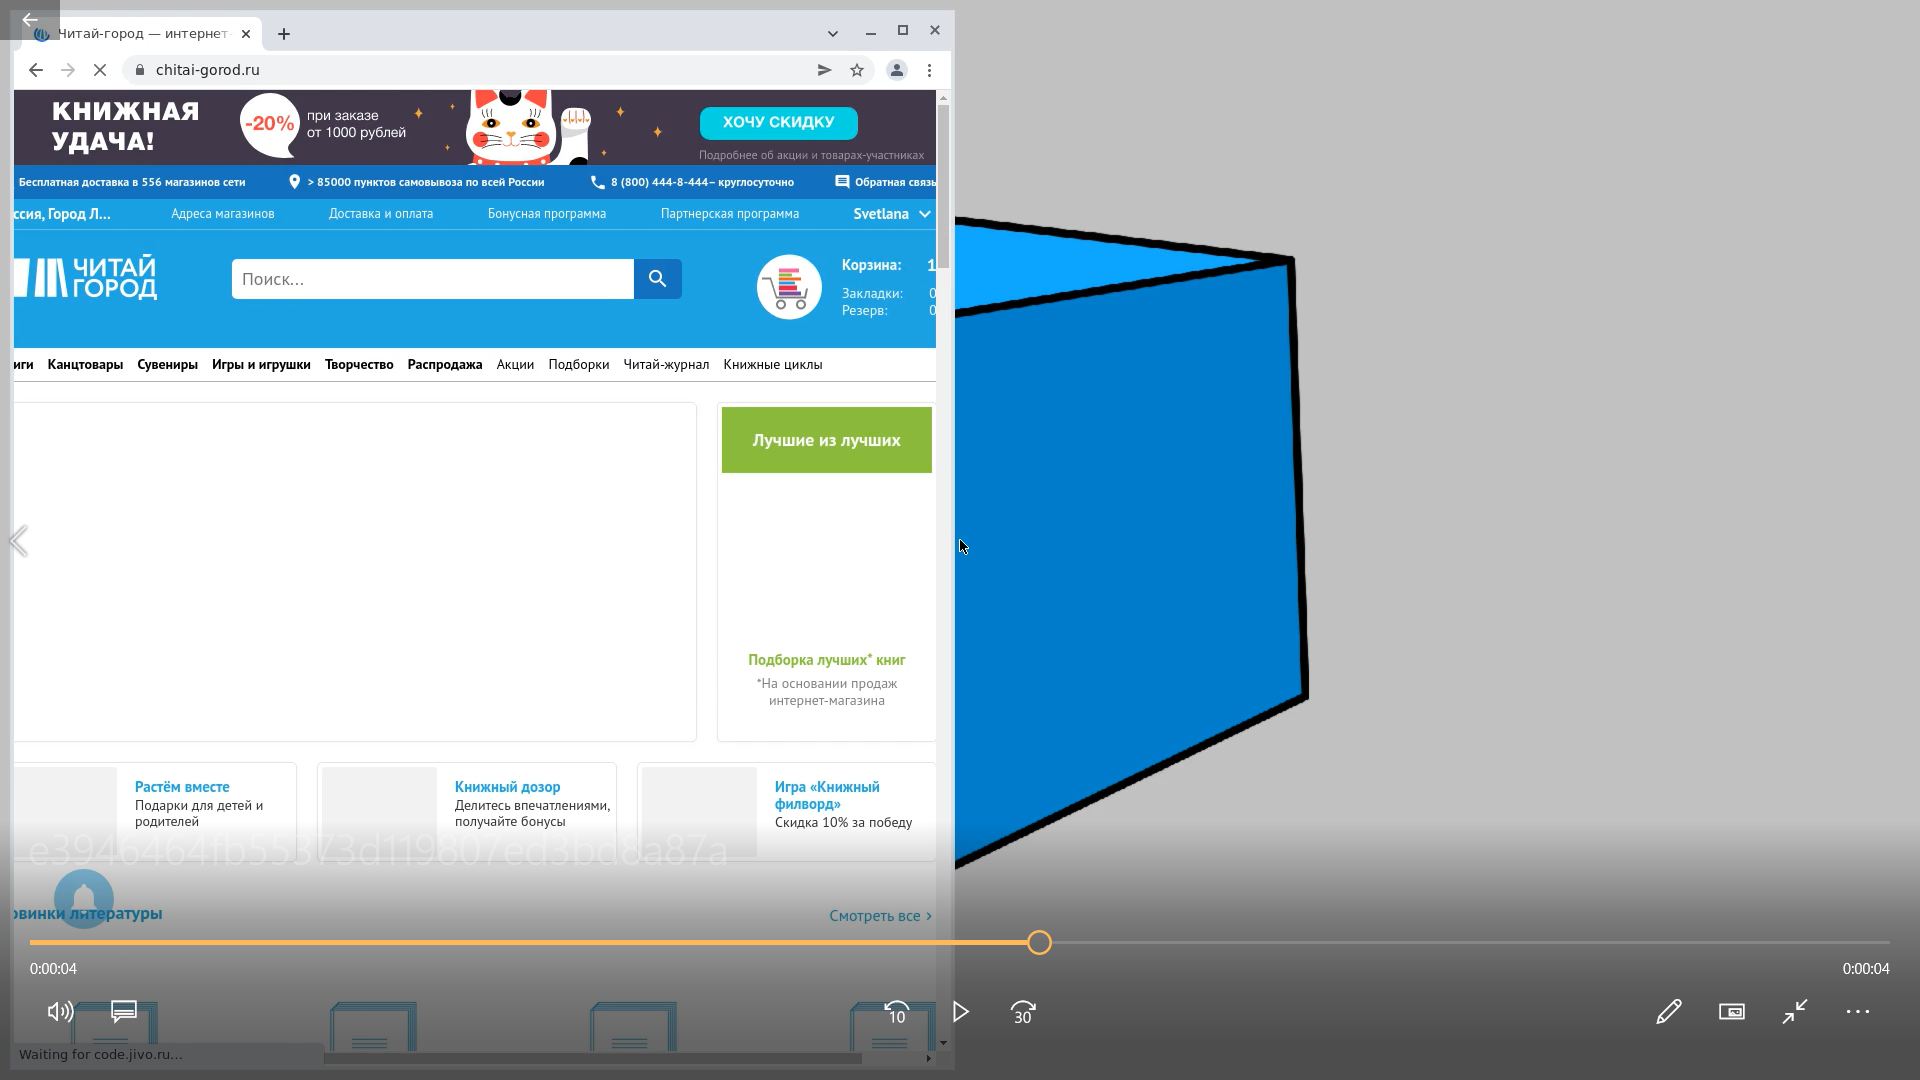 Читай-город — интернет-
chitai-gorod.ru
КНИЖНАЯ
УДАЧА!
-20%
при заказе
от 1000 рублей
ХОЧУ СКИДКУ
Подробнее об акции и товарах-участниках
Бесплатная доставка в 556 магазинов сети
> 85000 пунктов самовывоза по всей России
8 (800) 444-8-444– круглосуточно
Обратная связь
ссия, Город Л...
Адреса магазинов
Доставка и оплата
Бонусная программа
Партнерская программа
Svetlana
ЧИТАЙ
ГОРОД
Поиск...
Корзина: 1
Закладки: 0
Резерв: 0
иги Канцтовары Сувениры Игры и игрушки Творчество Распродажа Акции Подборки Читай-журнал Книжные циклы
Лучшие из лучших
Подборка лучших* книг
*На основании продаж
интернет-магазина
Растём вместе
Подарки для детей и
родителей
Книжный дозор
Делитесь впечатлениями,
получайте бонусы
Игра «Книжный
филворд»
Скидка 10% за победу
e3946464fb55373d119807ed3bd8a87a
овинки литературы
Смотреть все >
0:00:04
0:00:04
10
30
Waiting for code.jivo.ru...